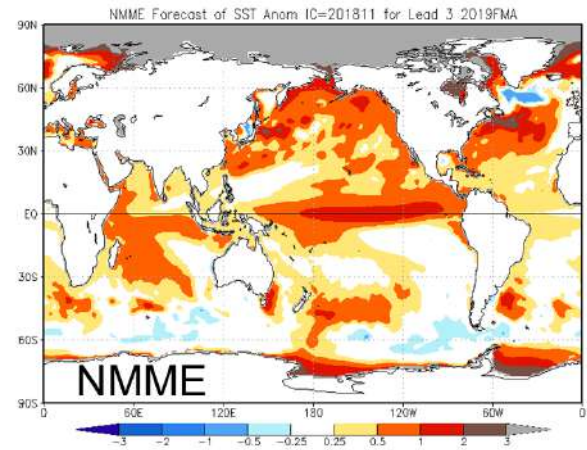 NMME Forecast of SST Anom IC=201811 for Lead 3 2019FMA
90N
60N
30N
EQ
30S
60S
90S
NMME
0 60E 120E 180 120W 60W 0
-3 -2 -1 -0.5 -0.25 0.25 0.5 1 2 3